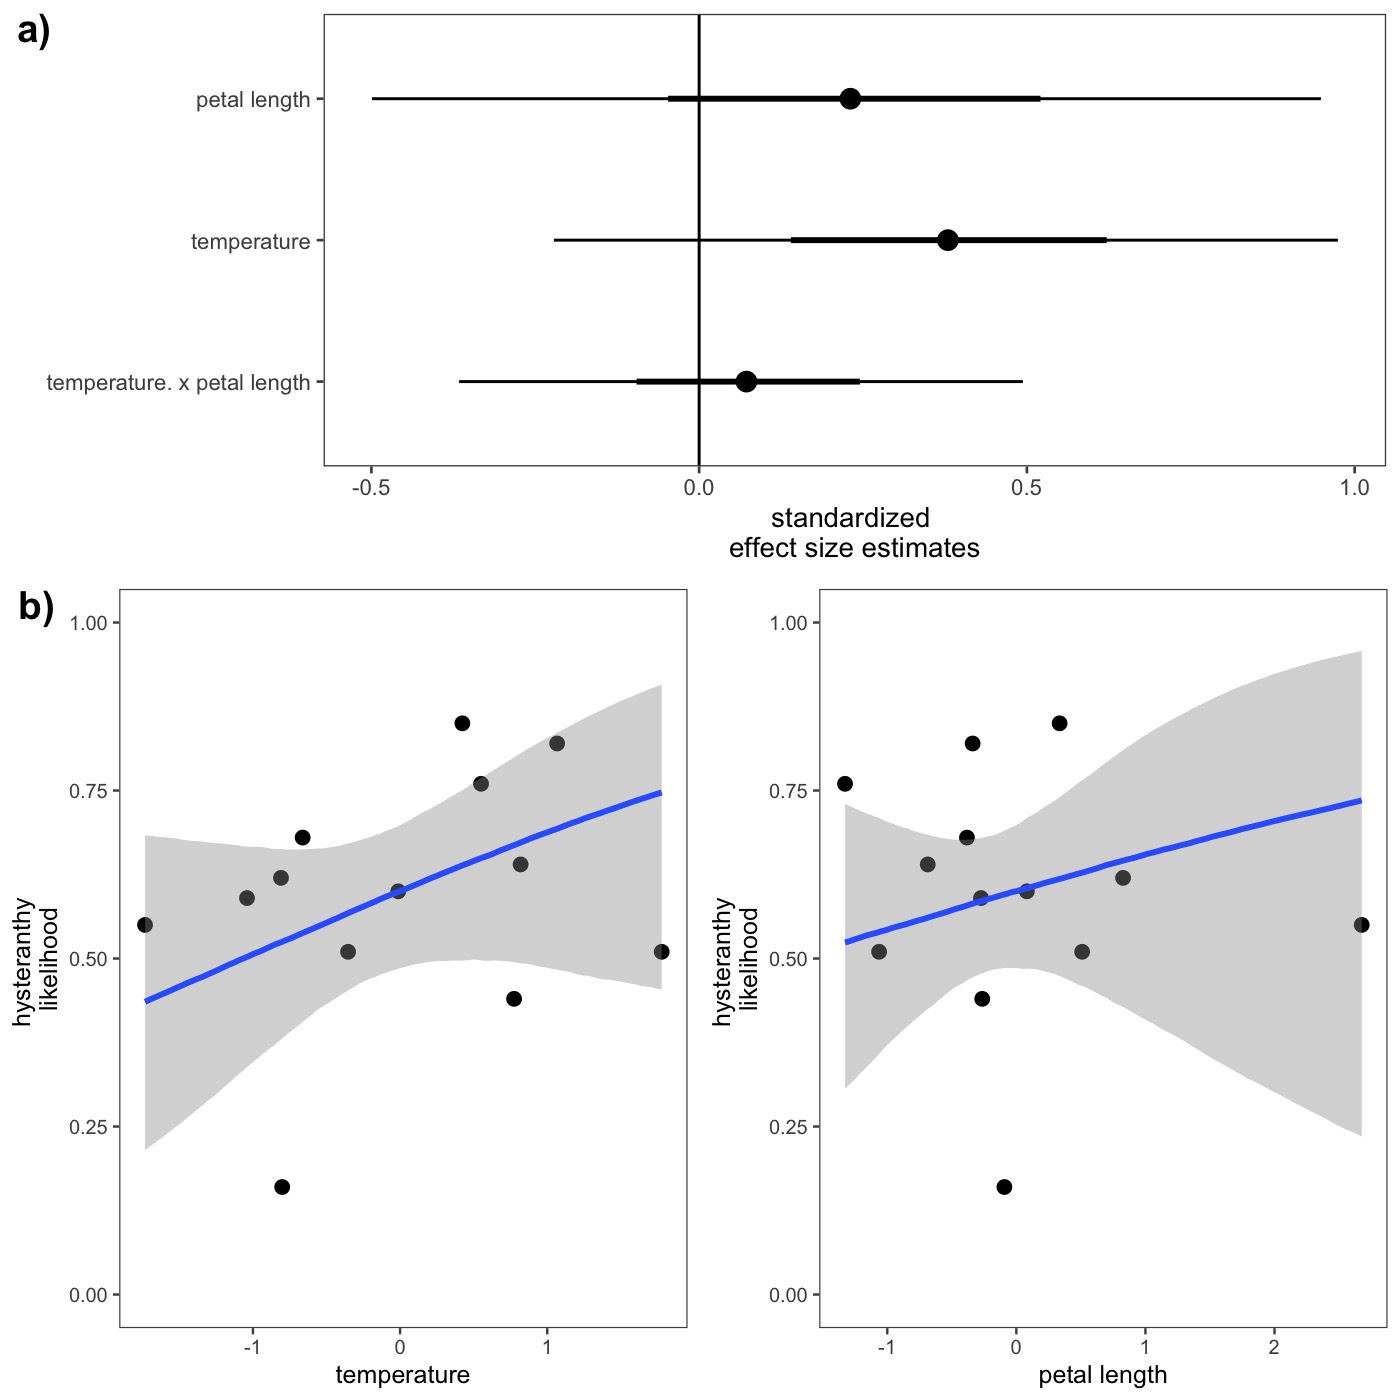 a)
petal length
temperature
temperature. x petal length
-0.5 0.0 0.5 1.0
standardized
effect size estimates
b)
1.00
0.75
0.50
0.25
0.00
hysteranthy
likelihood
-1 0 1
temperature
1.00
0.75
0.50
0.25
0.00
hysteranthy
likelihood
-1 0 1 2
petal length